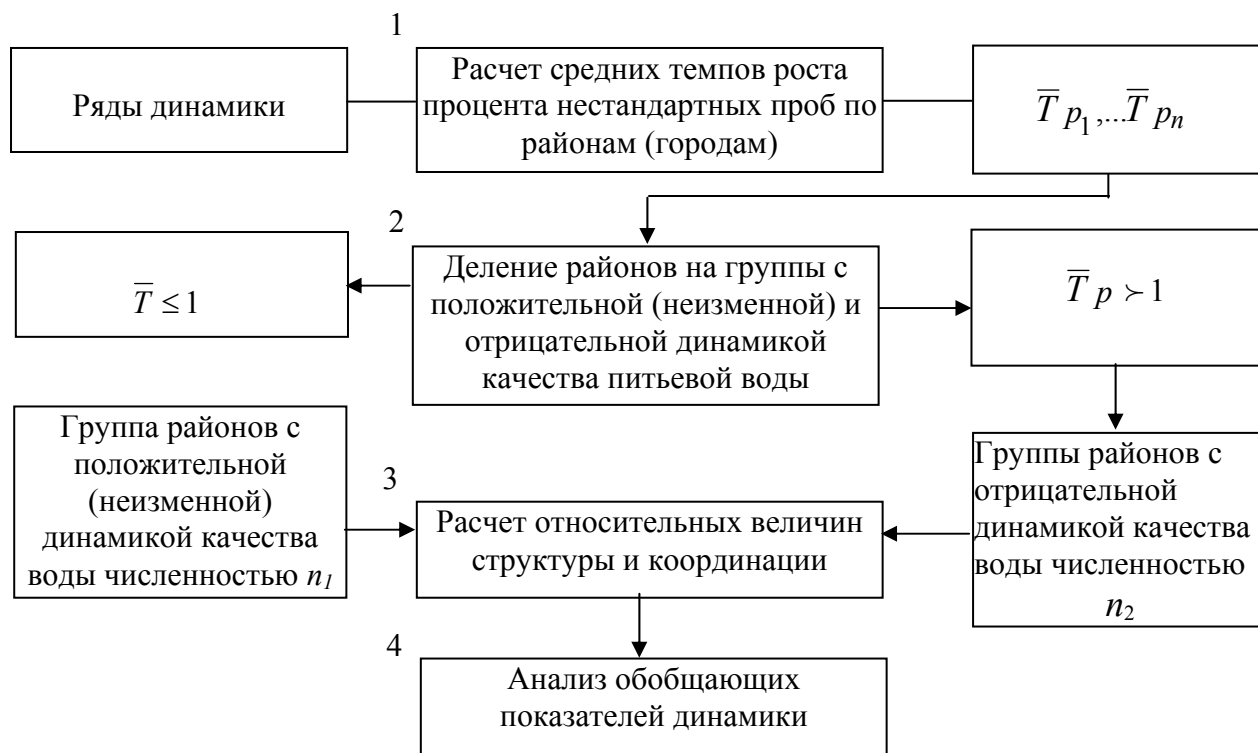 1
Ряды динамики
Расчет средних темпов роста
процента нестандартных проб по
районам (городам)
T̅ p₁,...T̅ pₙ
2
T̅ ≤ 1
Деление районов на группы с
положительной (неизменной) и
отрицательной динамикой
качества питьевой воды
T̅ p ≻ 1
Группа районов с
положительной
(неизменной)
динамикой качества
воды численностью n₁
3
Расчет относительных величин
структуры и координации
Группы районов с
отрицательной
динамикой качества
воды численностью
n₂
4
Анализ обобщающих
показателей динамики